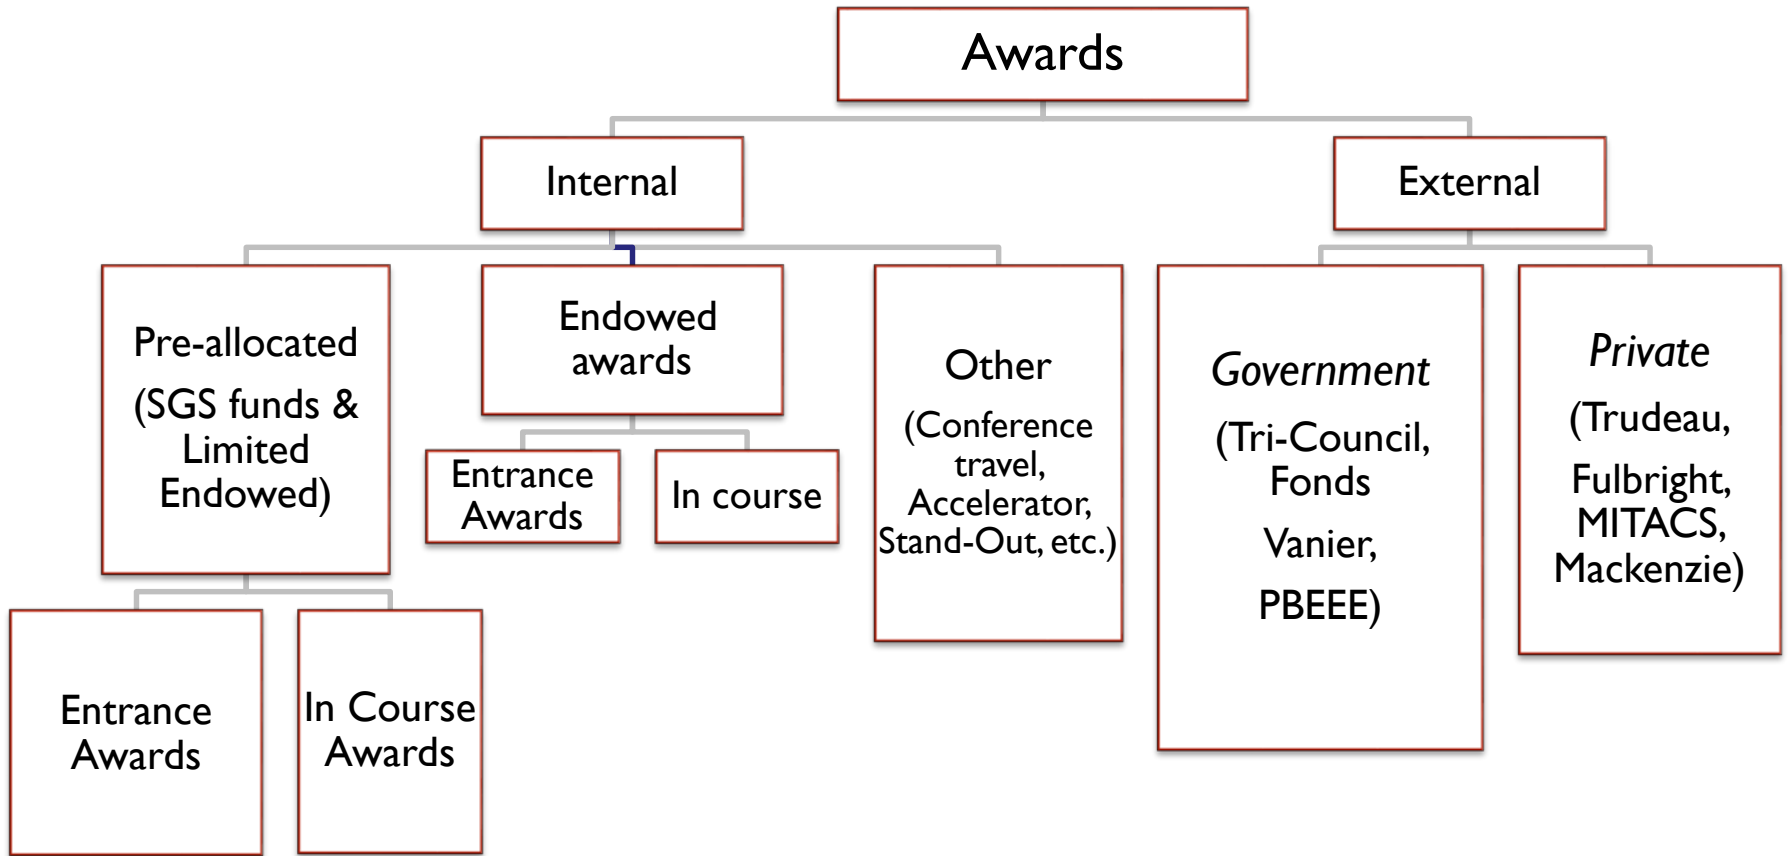 Awards
Internal
External
Pre-allocated
(SGS funds &
Limited
Endowed)
Endowed
awards
Other
(Conference
travel,
Accelerator,
Stand-Out, etc.)
Government
(Tri-Council,
Fonds
Vanier,
PBEEE)
Private
(Trudeau,
Fulbright,
MITACS,
Mackenzie)
Entrance
Awards
In course
Entrance
Awards
In Course
Awards